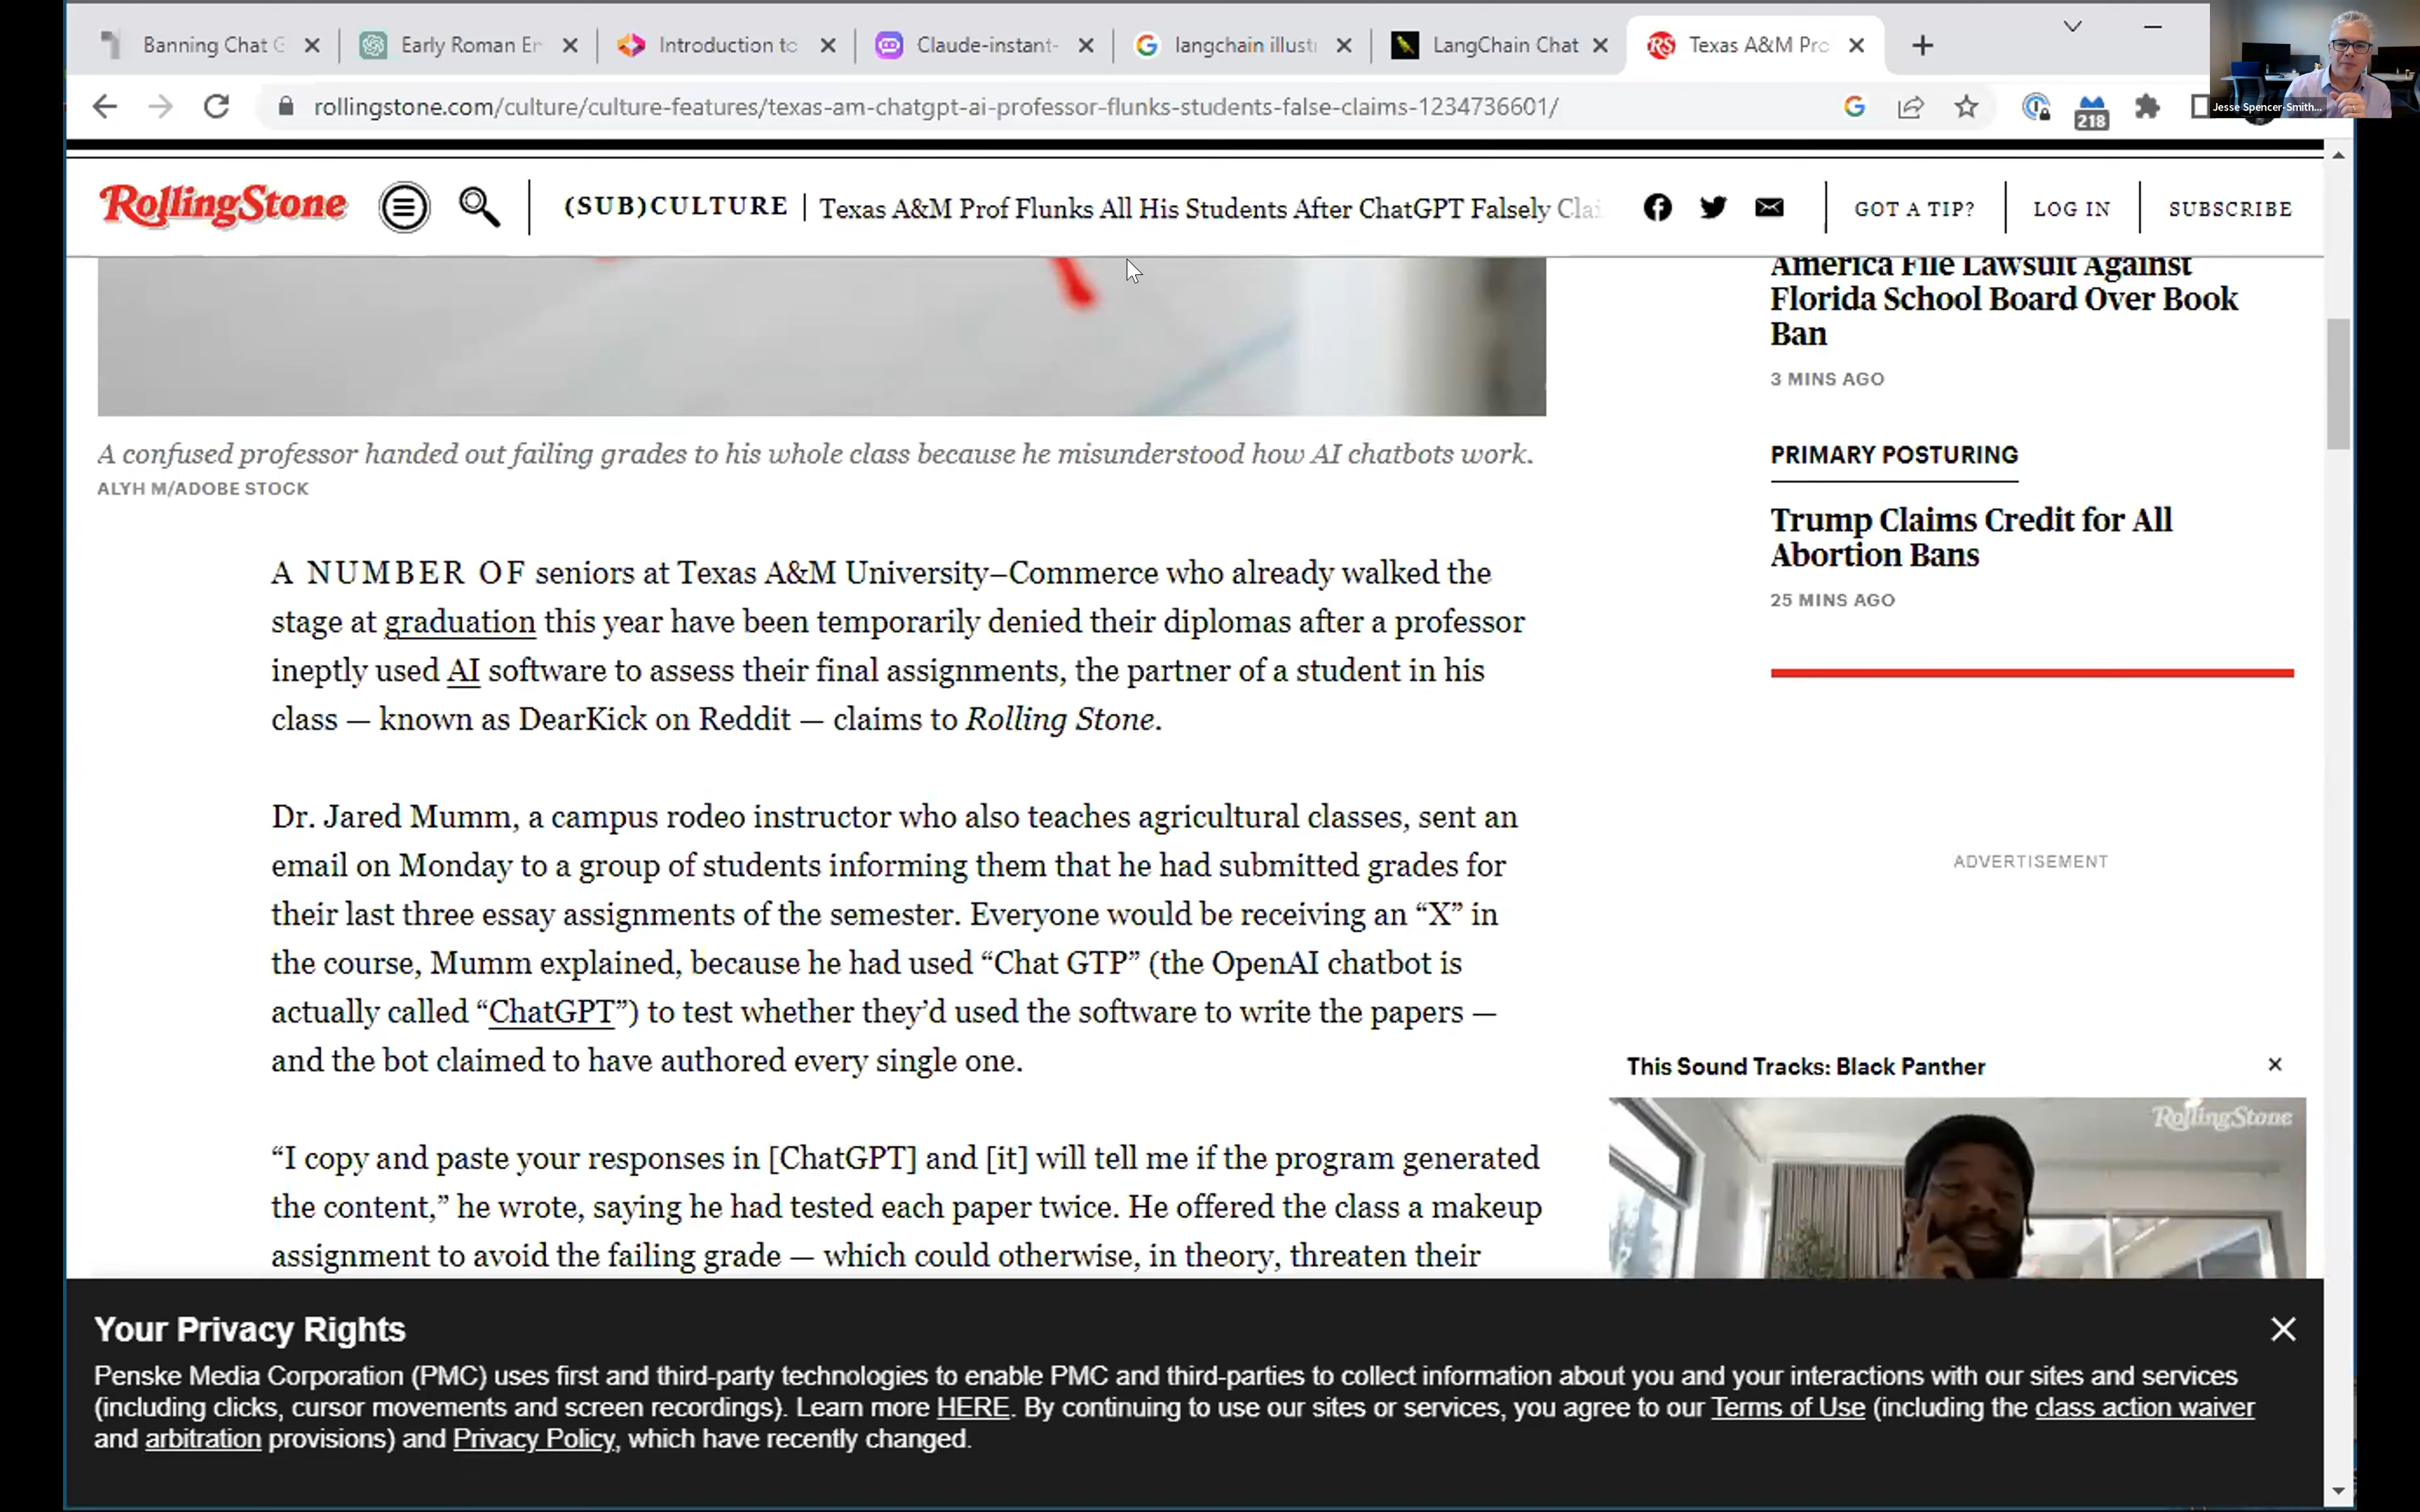 Banning Chat G
Early Roman Er
Introduction to
Claude-instant-
langchain illustr
LangChain Chat
Texas A&M Pro
rollingstone.com/culture/culture-features/texas-am-chatgpt-ai-professor-flunks-students-false-claims-1234736601/
218
Jesse Spencer-Smith...
RollingStone
(SUB)CULTURE | Texas A&M Prof Flunks All His Students After ChatGPT Falsely Clai
GOT A TIP?
LOG IN
SUBSCRIBE
America File Lawsuit Against
Florida School Board Over Book
Ban
3 MINS AGO
PRIMARY POSTURING
Trump Claims Credit for All
Abortion Bans
25 MINS AGO
A confused professor handed out failing grades to his whole class because he misunderstood how AI chatbots work.
ALYH M/ADOBE STOCK
A NUMBER OF seniors at Texas A&M University–Commerce who already walked the
stage at graduation this year have been temporarily denied their diplomas after a professor
ineptly used AI software to assess their final assignments, the partner of a student in his
class — known as DearKick on Reddit — claims to Rolling Stone.
Dr. Jared Mumm, a campus rodeo instructor who also teaches agricultural classes, sent an
email on Monday to a group of students informing them that he had submitted grades for
their last three essay assignments of the semester. Everyone would be receiving an “X” in
the course, Mumm explained, because he had used “Chat GTP” (the OpenAI chatbot is
actually called “ChatGPT”) to test whether they’d used the software to write the papers —
and the bot claimed to have authored every single one.
“I copy and paste your responses in [ChatGPT] and [it] will tell me if the program generated
the content,” he wrote, saying he had tested each paper twice. He offered the class a makeup
assignment to avoid the failing grade — which could otherwise, in theory, threaten their
ADVERTISEMENT
This Sound Tracks: Black Panther
RollingStone
Your Privacy Rights
Penske Media Corporation (PMC) uses first and third-party technologies to enable PMC and third-parties to collect information about you and your interactions with our sites and services
(including clicks, cursor movements and screen recordings). Learn more HERE. By continuing to use our sites or services, you agree to our Terms of Use (including the class action waiver
and arbitration provisions) and Privacy Policy, which have recently changed.